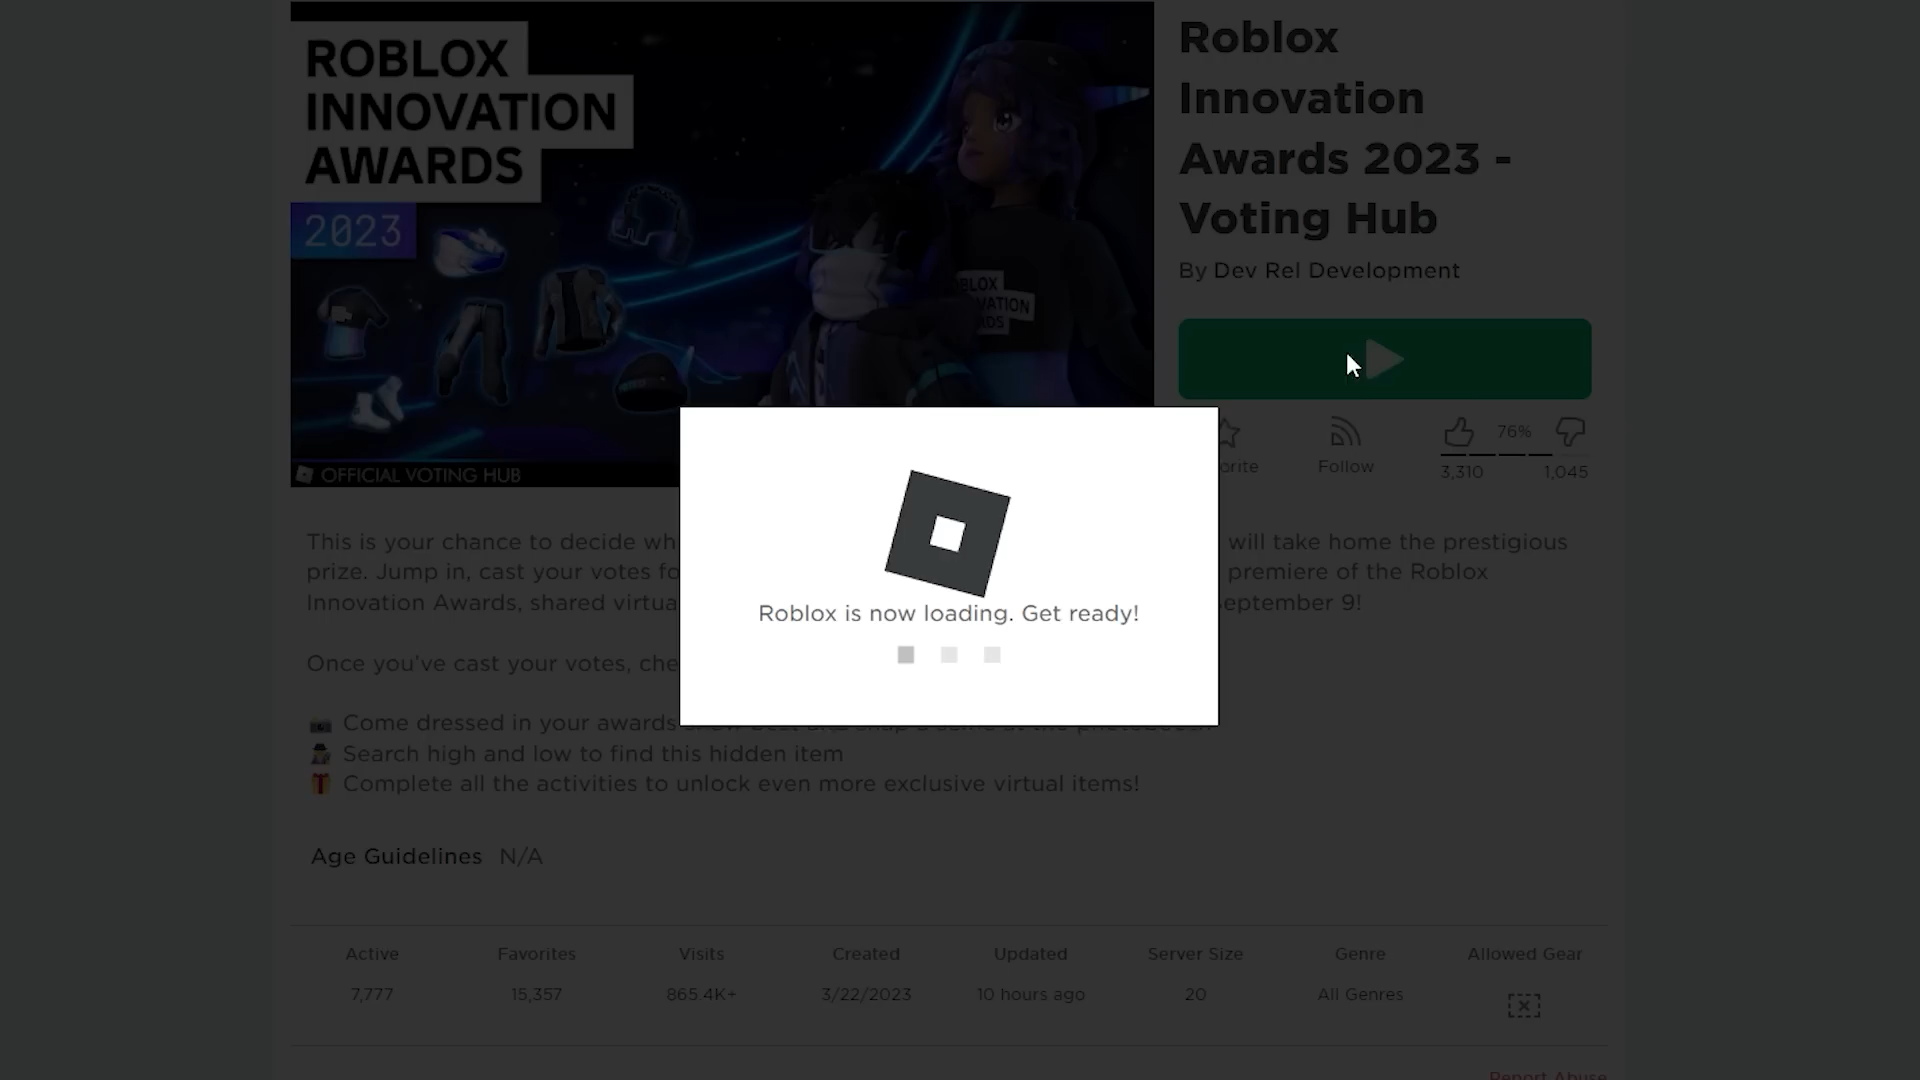 ROBLOX
INNOVATION
AWARDS
2023
OFFICIAL VOTING HUB
Roblox
Innovation
Awards 2023 -
Voting Hub
By Dev Rel Development
Follow
76%
3,310
1,045
Roblox is now loading. Get ready!
This is your chance to decide will take home the prestigious
prize. Jump in, cast your votes premiere of the Roblox
Innovation Awards, shared 9!
Once you've cast your votes,
Come dressed in your awards
Search high and low to find this hidden item
Complete all the activities to unlock even more exclusive virtual items!
Age Guidelines N/A
Active Favorites Visits Created Updated Server Size Genre Allowed Gear
7,777 15,357 865.4K+ 3/22/2023 10 hours ago 20 All Genres
Report Abuse